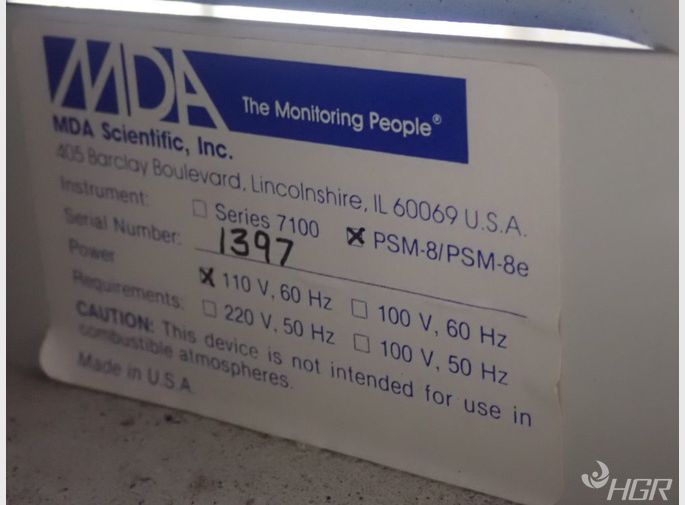 MDA
The Monitoring People®
MDA Scientific, Inc.
405 Barclay Boulevard, Lincolnshire, IL 60069 U.S.A.
Instrument: ☐ Series 7100 ☒ PSM-8/PSM-8e
Serial Number: 1397
Power
Requirements: ☒ 110 V, 60 Hz ☐ 100 V, 60 Hz
☐ 220 V, 50 Hz ☐ 100 V, 50 Hz
CAUTION: This device is not intended for use in
combustible atmospheres.
Made in U.S.A.
HGR